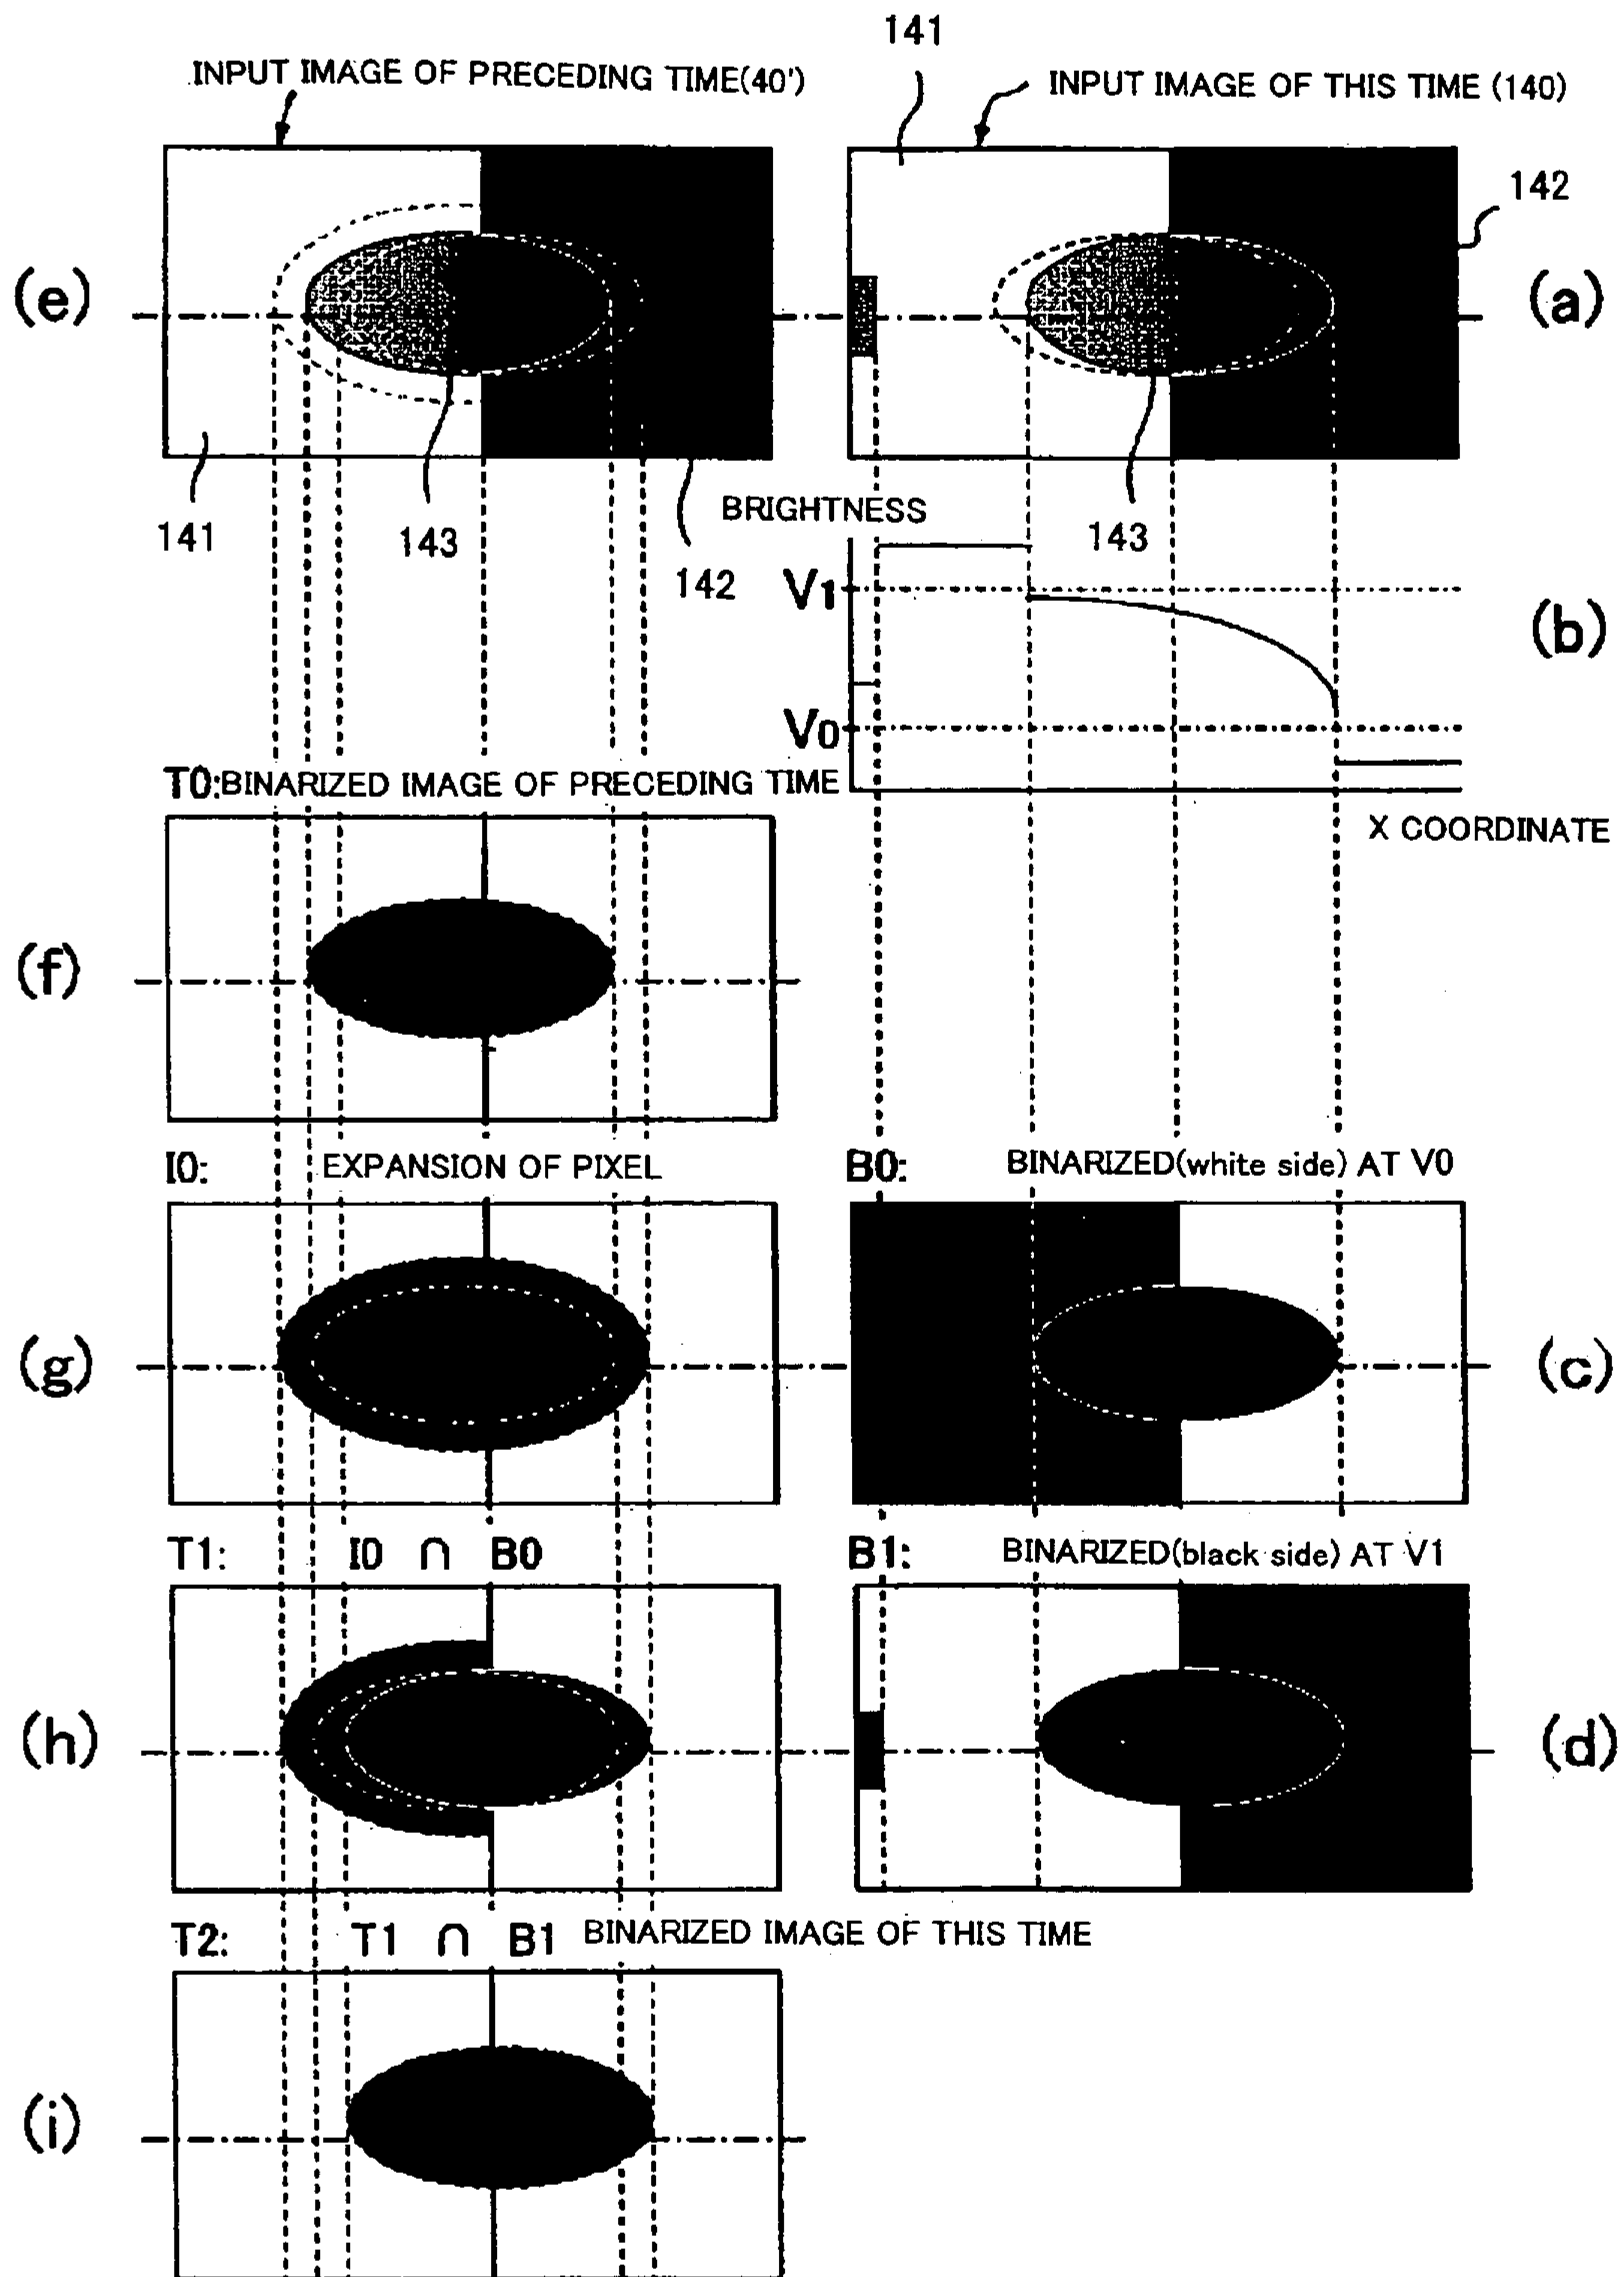 141
INPUT IMAGE OF PRECEDING TIME(40')
INPUT IMAGE OF THIS TIME (140)
142
(e)
(a)
141
143
142
BRIGHTNESS
143
V1
(b)
V0
T0:BINARIZED IMAGE OF PRECEDING TIME
X COORDINATE
(f)
I0: EXPANSION OF PIXEL
B0: BINARIZED(white side) AT V0
(g)
(c)
T1: I0 ∩ B0
B1: BINARIZED(black side) AT V1
(h)
(d)
T2: T1 ∩ B1 BINARIZED IMAGE OF THIS TIME
(i)